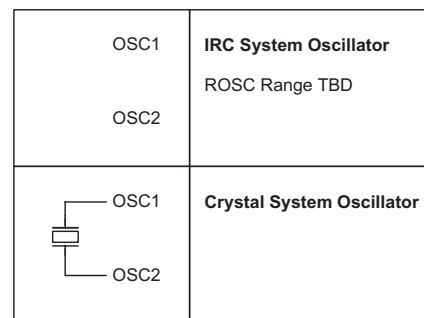 OSC1
OSC2
IRC System Oscillator
ROSC Range TBD
OSC1
OSC2
Crystal System Oscillator